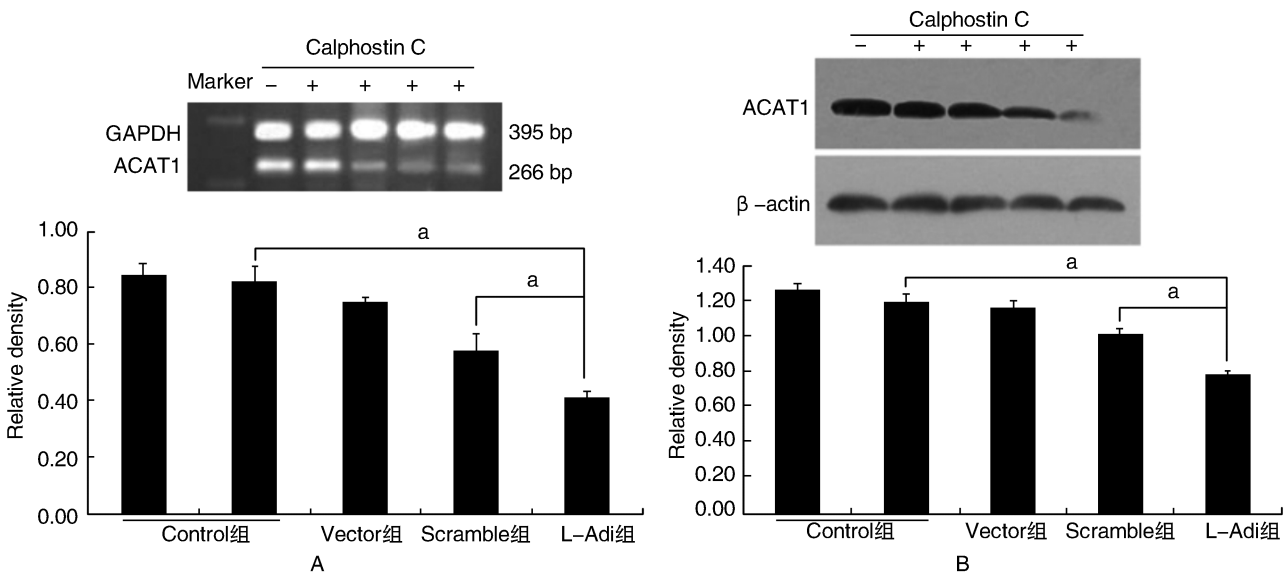 Calphostin C
Marker − + + + +
GAPDH 395 bp
ACAT1 266 bp
a
a
Relative density
1.00
0.80
0.60
0.40
0.20
0.00
Control组 Vector组 Scramble组 L−Adi组
A
Calphostin C
− + + + +
ACAT1
β−actin
a
a
Relative density
1.40
1.20
1.00
0.80
0.60
0.40
0.20
0.00
Control组 Vector组 Scramble组 L−Adi组
B